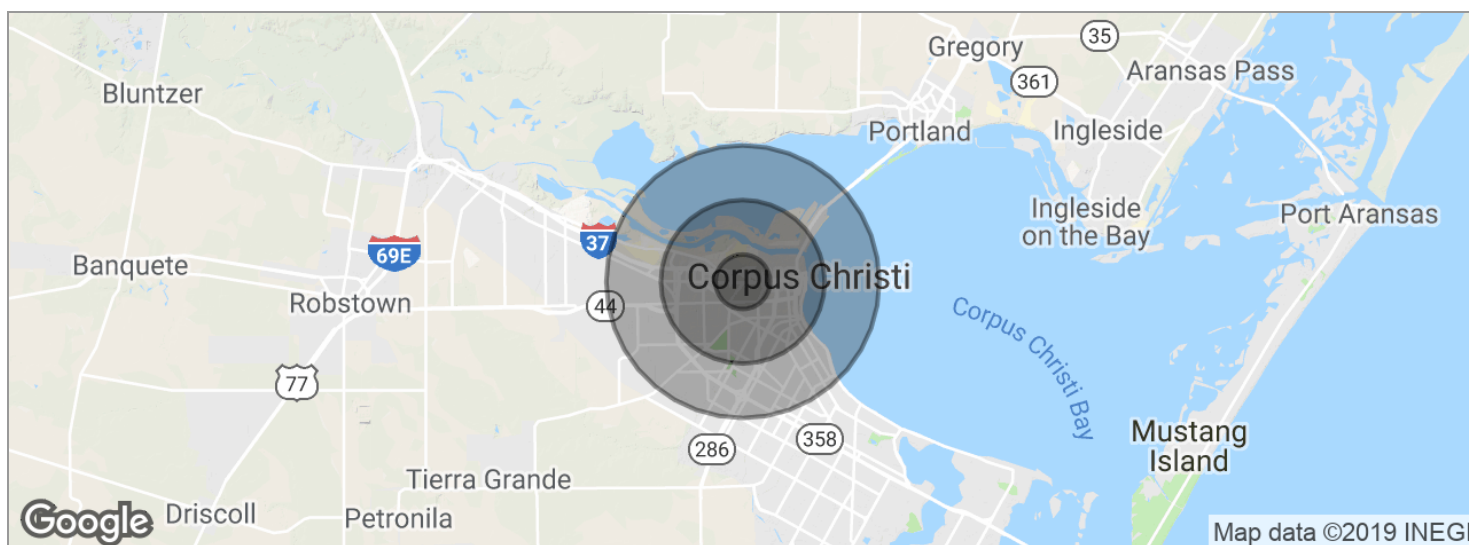 35
Gregory
Aransas Pass
361
Bluntzer
Portland
Ingleside
Ingleside
on the Bay
Port Aransas
37
69E
Banquete
Corpus Christi
Robstown
44
Corpus Christi Bay
77
Mustang
Island
358
286
Tierra Grande
Driscoll
Petronila
Google
Map data ©2019 INEGI